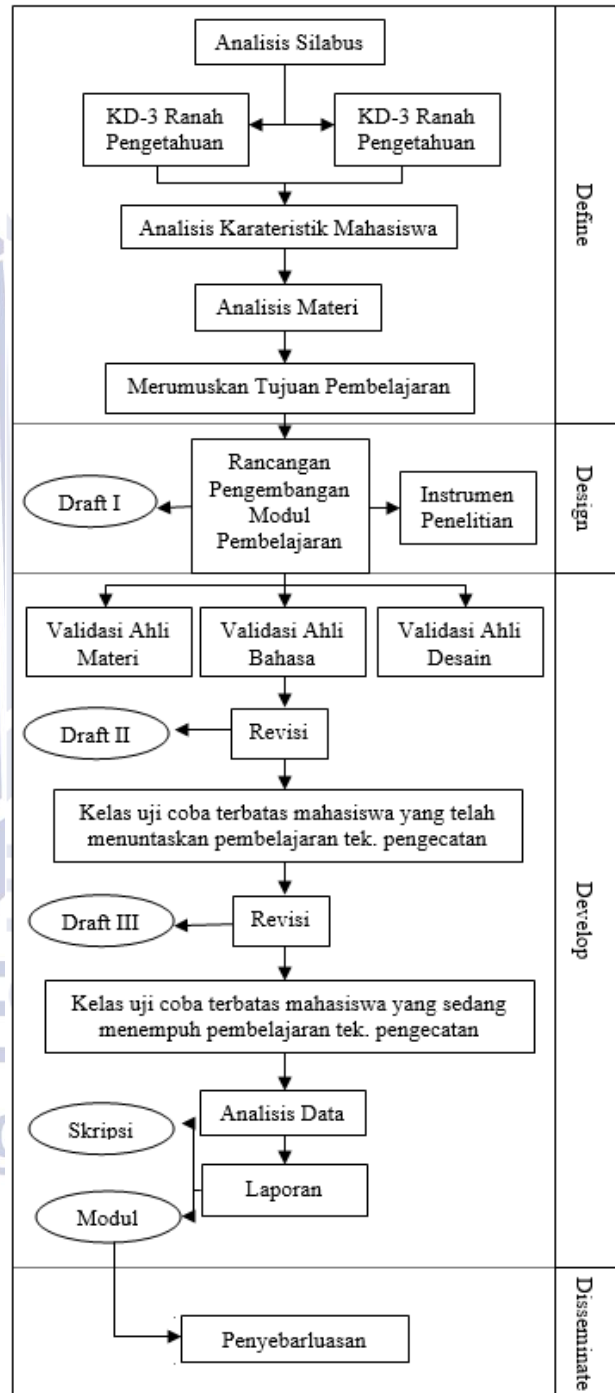 Analisis Silabus
KD-3 Ranah
Pengetahuan
KD-3 Ranah
Pengetahuan
Analisis Karateristik Mahasiswa
Analisis Materi
Merumuskan Tujuan Pembelajaran
Define
Draft I
Rancangan
Pengembangan
Modul
Pembelajaran
Instrumen
Penelitian
Design
Validasi Ahli
Materi
Validasi Ahli
Bahasa
Validasi Ahli
Desain
Draft II
Revisi
Kelas uji coba terbatas mahasiswa yang telah
menuntaskan pembelajaran tek. pengecatan
Draft III
Revisi
Kelas uji coba terbatas mahasiswa yang sedang
menempuh pembelajaran tek. pengecatan
Analisis Data
Skripsi
Laporan
Modul
Develop
Penyebarluasan
Disseminate